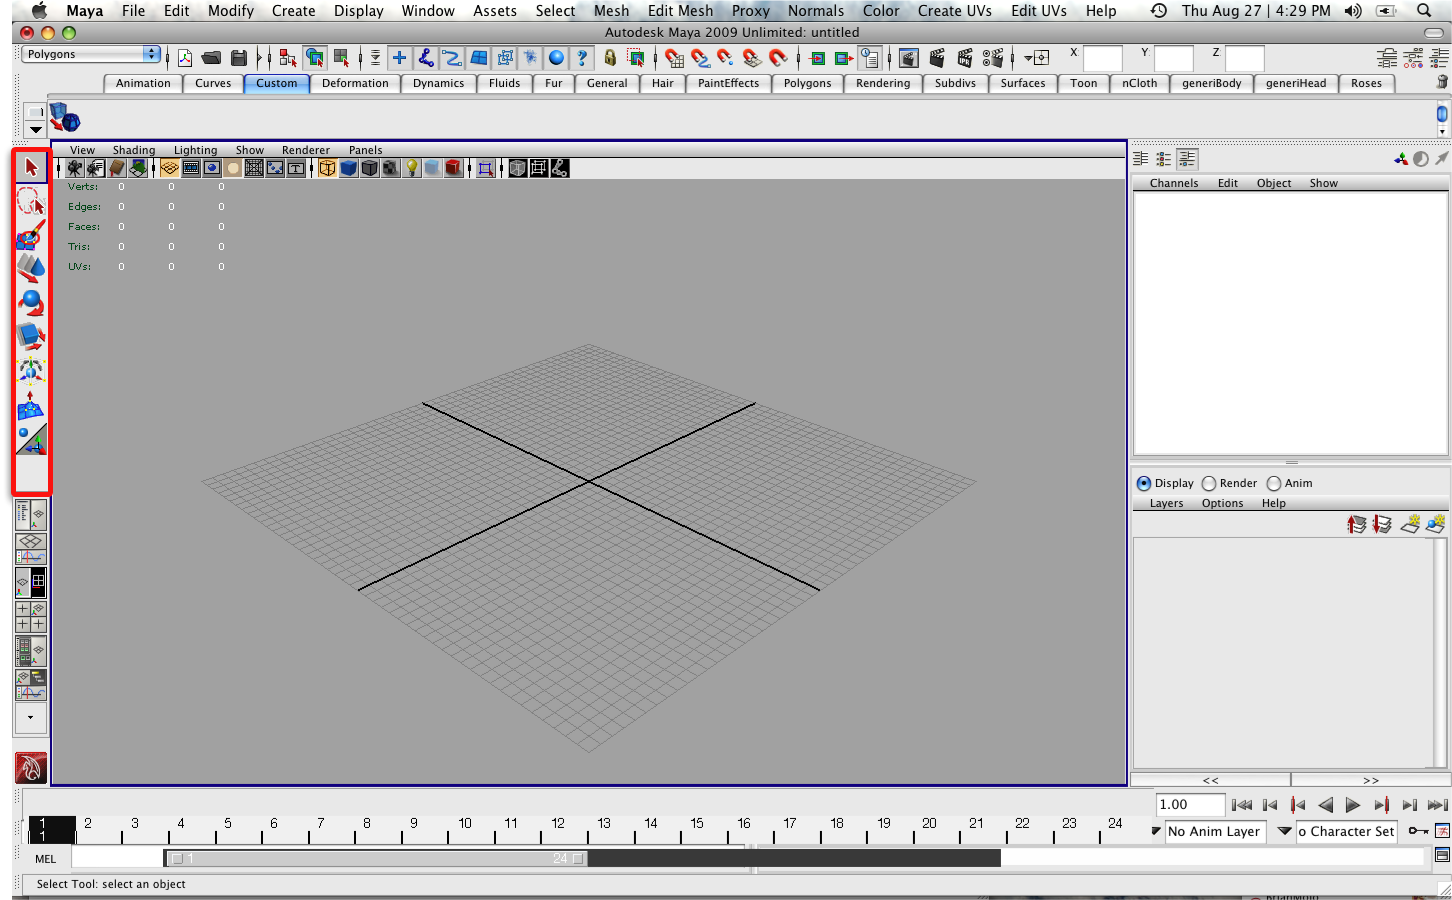 Maya File Edit Modify Create Display Window Assets Select Mesh Edit Mesh Proxy Normals Color Create UVs Edit UVs Help Thu Aug 27 | 4:29 PM
Autodesk Maya 2009 Unlimited: untitled
Polygons X: Y: Z:
Animation Curves Custom Deformation Dynamics Fluids Fur General Hair PaintEffects Polygons Rendering Subdivs Surfaces Toon nCloth generiBody generiHead Roses
View Shading Lighting Show Renderer Panels
Verts: 0 0 0
Edges: 0 0 0
Faces: 0 0 0
Tris: 0 0 0
UVs: 0 0 0
Channels Edit Object Show
Display Render Anim
Layers Options Help
<< >>
1.00
1 2 3 4 5 6 7 8 9 10 11 12 13 14 15 16 17 18 19 20 21 22 23 24
1
No Anim Layer o Character Set
MEL 1 24
Select Tool: select an object